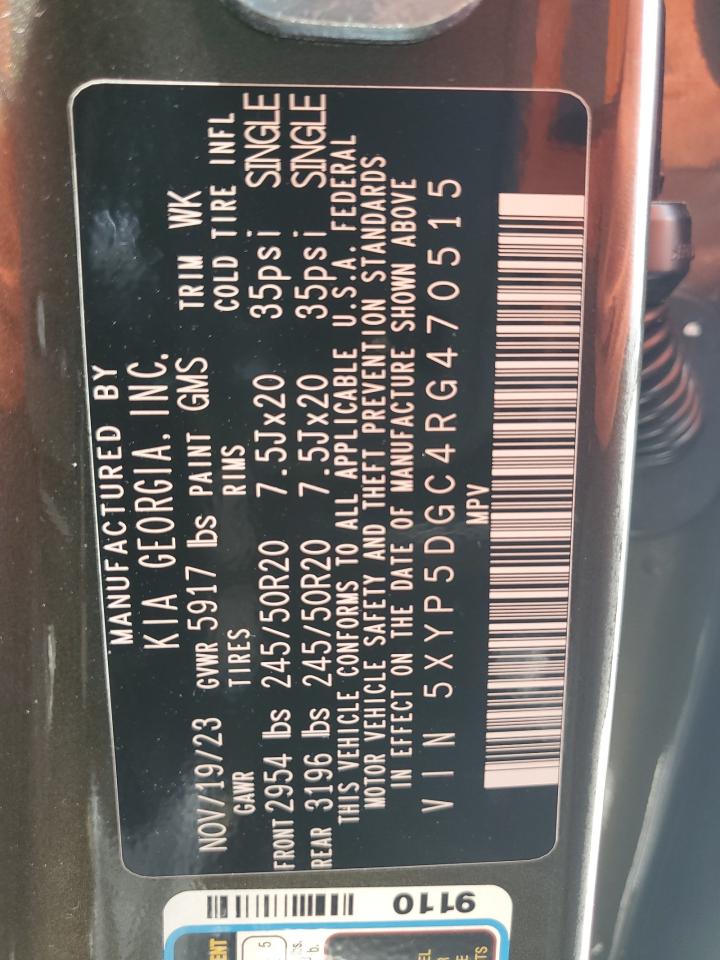 MANUFACTURED BY
KIA GEORGIA, INC.
NOV/19/23 GVWR 5917 lbs PAINT GMS TRIM WK
GAWR TIRES RIMS COLD TIRE INFL
FRONT 2954 lbs 245/50R20 7.5Jx20 35psi SINGLE
REAR 3196 lbs 245/50R20 7.5Jx20 35psi SINGLE
THIS VEHICLE CONFORMS TO ALL APPLICABLE U.S.A. FEDERAL
MOTOR VEHICLE SAFETY AND THEFT PREVENTION STANDARDS
IN EFFECT ON THE DATE OF MANUFACTURE SHOWN ABOVE
VIN 5XYP5DGC4RG470515
MPV
9110